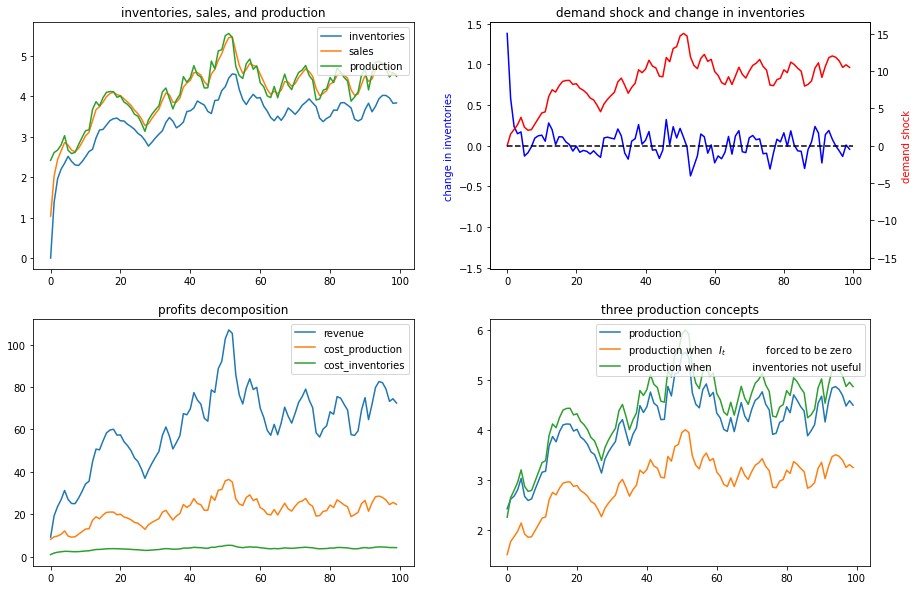 inventories, sales, and production
inventories
sales
production
5
4
3
2
1
0
0 20 40 60 80 100
demand shock and change in inventories
change in inventories
1.5
1.0
0.5
0.0
−0.5
−1.0
−1.5
15
10
5
0
−5
−10
−15
demand shock
0 20 40 60 80 100
profits decomposition
revenue
cost_production
cost_inventories
100
80
60
40
20
0
0 20 40 60 80 100
three production concepts
production
production when I_t forced to be zero
production when inventories not useful
6
5
4
3
2
0 20 40 60 80 100